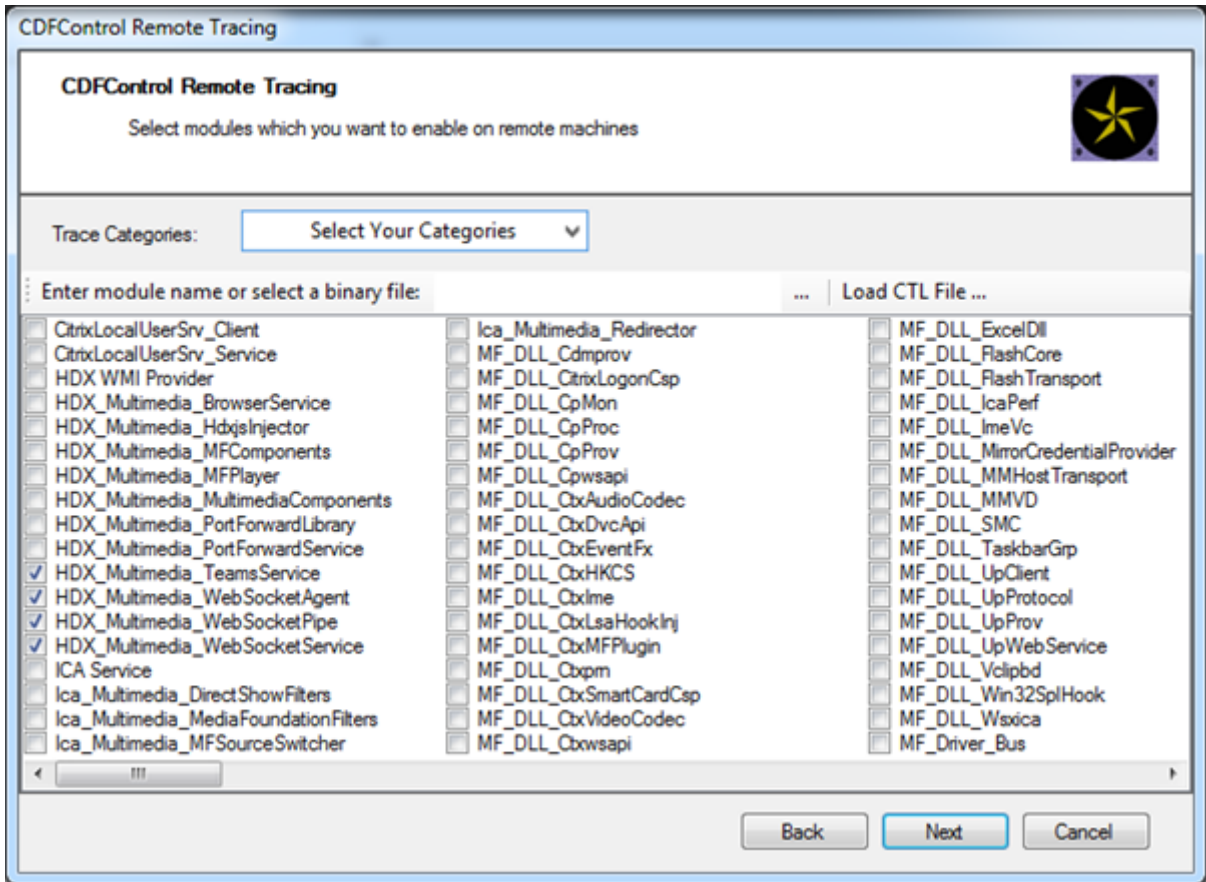 CDFControl Remote Tracing
CDFControl Remote Tracing
Select modules which you want to enable on remote machines
Trace Categories: Select Your Categories
Enter module name or select a binary file: ... Load CTL File ...
CitrixLocalUserSrv_Client
CitrixLocalUserSrv_Service
HDX WMI Provider
HDX_Multimedia_BrowserService
HDX_Multimedia_HdxjsInjector
HDX_Multimedia_MFComponents
HDX_Multimedia_MFPlayer
HDX_Multimedia_MultimediaComponents
HDX_Multimedia_PortForwardLibrary
HDX_Multimedia_PortForwardService
HDX_Multimedia_TeamsService
HDX_Multimedia_WebSocketAgent
HDX_Multimedia_WebSocketPipe
HDX_Multimedia_WebSocketService
ICA Service
Ica_Multimedia_DirectShowFilters
Ica_Multimedia_MediaFoundationFilters
Ica_Multimedia_MFSourceSwitcher
Ica_Multimedia_Redirector
MF_DLL_Cdmprov
MF_DLL_CitrixLogonCsp
MF_DLL_CpMon
MF_DLL_CpProc
MF_DLL_CpProv
MF_DLL_Cpwsapi
MF_DLL_CtxAudioCodec
MF_DLL_CtxDvcApi
MF_DLL_CtxEventFx
MF_DLL_CtxHKCS
MF_DLL_CtxIme
MF_DLL_CtxLsaHookInj
MF_DLL_CtxMFPlugin
MF_DLL_Ctxpm
MF_DLL_CtxSmartCardCsp
MF_DLL_CtxVideoCodec
MF_DLL_Ctxwsapi
MF_DLL_ExcelDll
MF_DLL_FlashCore
MF_DLL_FlashTransport
MF_DLL_IcaPerf
MF_DLL_ImeVc
MF_DLL_MirrorCredentialProvider
MF_DLL_MMHostTransport
MF_DLL_MMVD
MF_DLL_SMC
MF_DLL_TaskbarGrp
MF_DLL_UpClient
MF_DLL_UpProtocol
MF_DLL_UpProv
MF_DLL_UpWebService
MF_DLL_Vclipbd
MF_DLL_Win32SplHook
MF_DLL_Wsxica
MF_Driver_Bus
Back Next Cancel